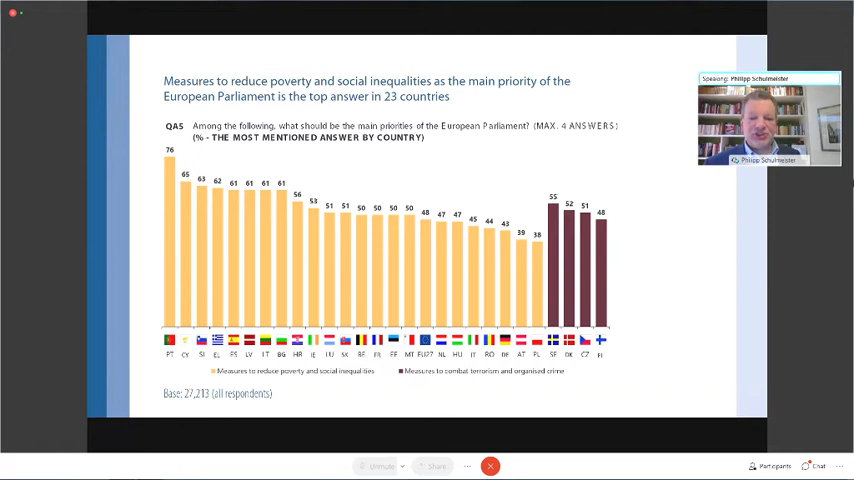 Measures to reduce poverty and social inequalities as the main priority of the
European Parliament is the top answer in 23 countries
Speaking: Philipp Schulmeister
QA5 Among the following, what should be the main priorities of the European Parliament? (MAX. 4 ANSWERS)
(% - THE MOST MENTIONED ANSWER BY COUNTRY)
Philipp Schulmeister
76 65 63 62 61 61 61 61 56 53 51 51 50 50 50 50 48 47 47 45 44 43 39 38 55 52 51 48
PT CY SI EL ES LV LT BG HR IE LU SK BE FR EE MT EU27 NL HU IT RO DE AT PL SE DK CZ FI
Measures to reduce poverty and social inequalities Measures to combat terrorism and organised crime
Base: 27,213 (all respondents)
Unmute Share Participants Chat